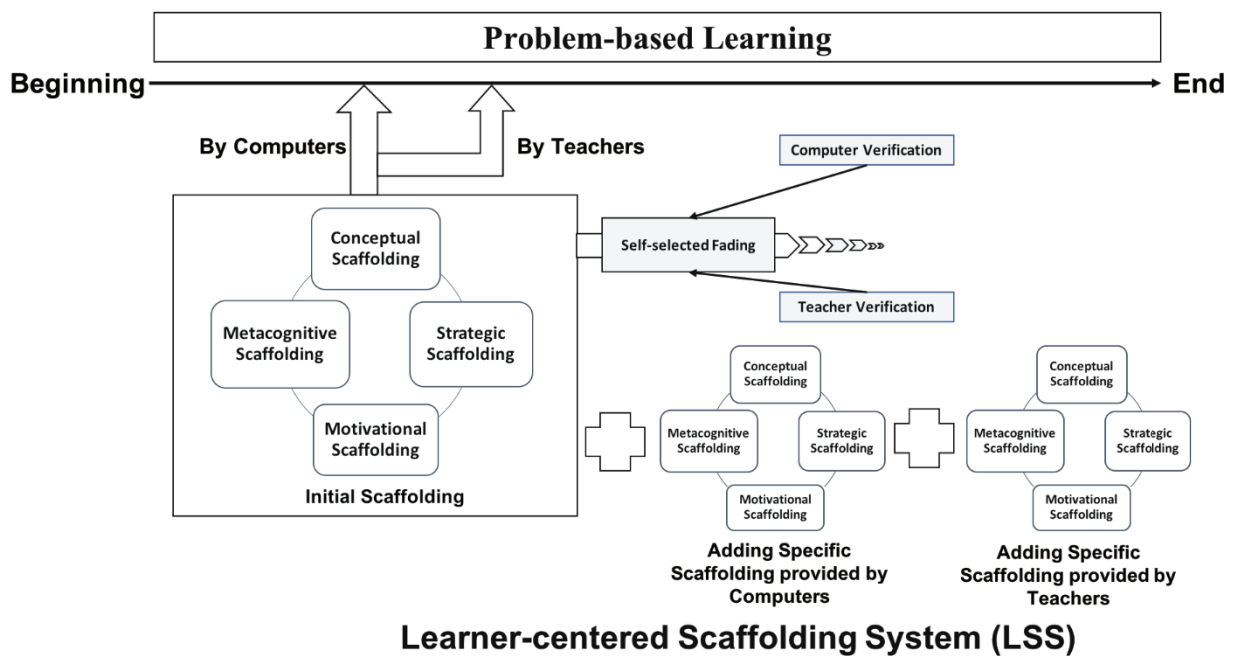 Problem-based Learning
Beginning
End
By Computers
By Teachers
Computer Verification
Conceptual
Scaffolding
Self-selected Fading
Metacognitive
Scaffolding
Strategic
Scaffolding
Teacher Verification
Motivational
Scaffolding
Initial Scaffolding
Conceptual
Scaffolding
Metacognitive
Scaffolding
Strategic
Scaffolding
Motivational
Scaffolding
Adding Specific
Scaffolding provided by
Computers
Conceptual
Scaffolding
Metacognitive
Scaffolding
Strategic
Scaffolding
Motivational
Scaffolding
Adding Specific
Scaffolding provided by
Teachers
Learner-centered Scaffolding System (LSS)